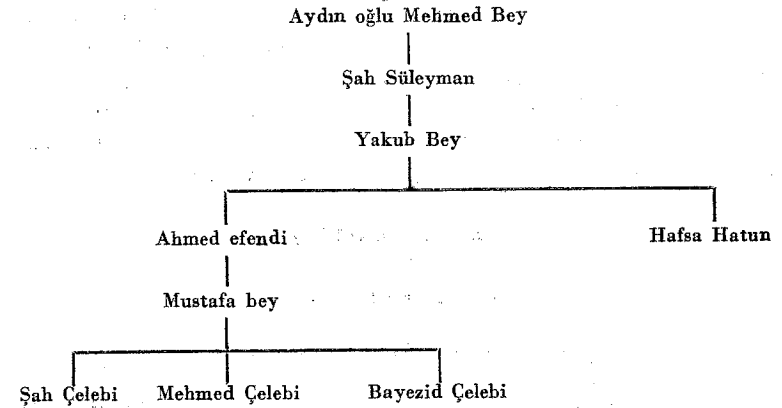 Aydın oğlu Mehmed Bey
Şah Süleyman
Yakub Bey
Ahmed efendi
Hafsa Hatun
Mustafa bey
Şah Çelebi
Mehmed Çelebi
Bayezid Çelebi